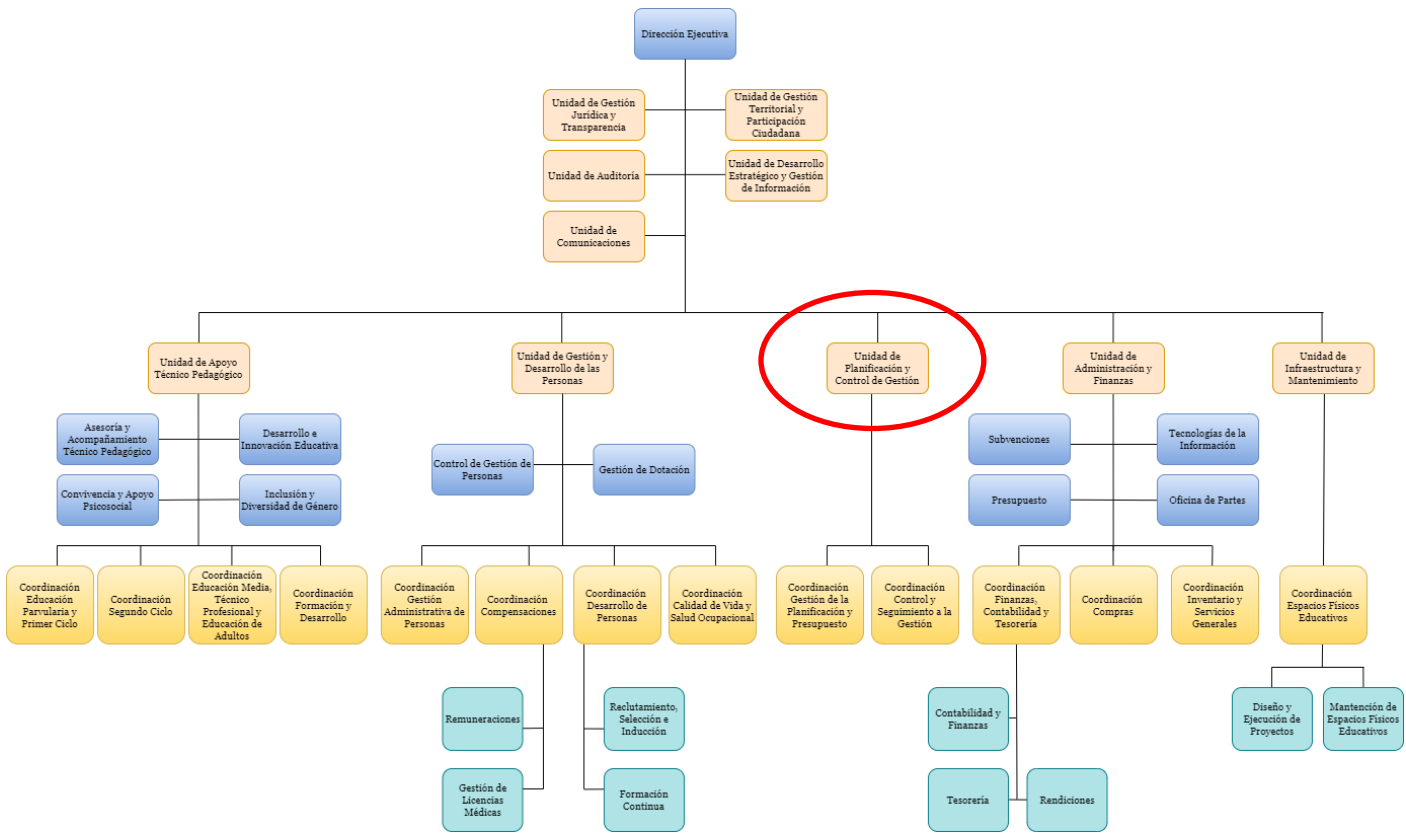 Dirección Ejecutiva
Unidad de Gestión
Jurídica y
Transparencia
Unidad de Gestión
Territorial y
Participación
Ciudadana
Unidad de Auditoría
Unidad de Desarrollo
Estratégico y Gestión
de Información
Unidad de
Comunicaciones
Unidad de Apoyo
Técnico Pedagógico
Unidad de Gestión y
Desarrollo de las
Personas
Unidad de
Planificación y
Control de Gestión
Unidad de
Administración y
Finanzas
Unidad de
Infraestructura y
Mantenimiento
Asesoría y
Acompañamiento
Técnico Pedagógico
Desarrollo e
Innovación Educativa
Convivencia y Apoyo
Psicosocial
Inclusión y
Diversidad de Género
Control de Gestión de
Personas
Gestión de Dotación
Subvenciones
Tecnologías de la
Información
Presupuesto
Oficina de Partes
Coordinación
Educación
Parvularia y
Primer Ciclo
Coordinación
Segundo Ciclo
Coordinación
Educación Media,
Técnico
Profesional y
Educación de
Adultos
Coordinación
Formación y
Desarrollo
Coordinación
Gestión
Administrativa de
Personas
Coordinación
Compensaciones
Coordinación
Desarrollo de
Personas
Coordinación
Calidad de Vida y
Salud Ocupacional
Coordinación
Gestión de la
Planificación y
Presupuesto
Coordinación
Control y
Seguimiento a la
Gestión
Coordinación
Finanzas,
Contabilidad y
Tesorería
Coordinación
Compras
Coordinación
Inventario y
Servicios
Generales
Coordinación
Espacios Físicos
Educativos
Remuneraciones
Gestión de
Licencias
Médicas
Reclutamiento,
Selección e
Inducción
Formación
Continua
Contabilidad y
Finanzas
Tesorería
Rendiciones
Diseño y
Ejecución de
Proyectos
Mantención de
Espacios Físicos
Educativos